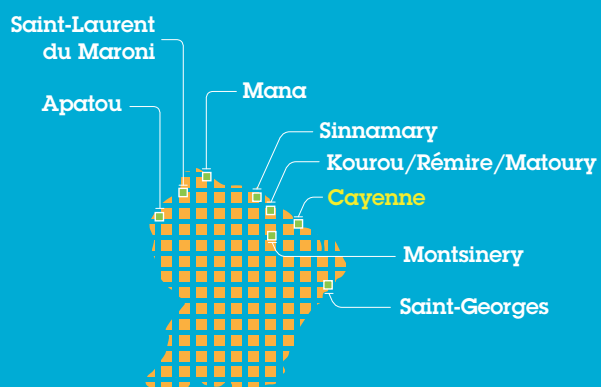 Saint-Laurent
du Maroni
Mana
Apatou
Sinnamary
Kourou/Rémire/Matoury
Cayenne
Montsinery
Saint-Georges